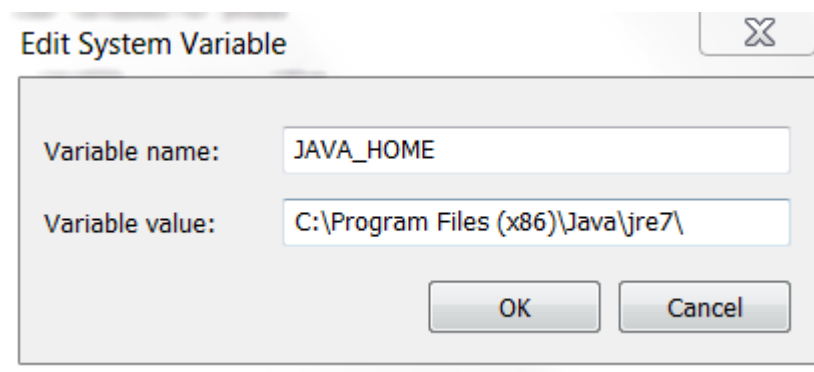 Edit System Variable
Variable name:
JAVA_HOME
Variable value:
C:\Program Files (x86)\Java\jre7\
OK
Cancel